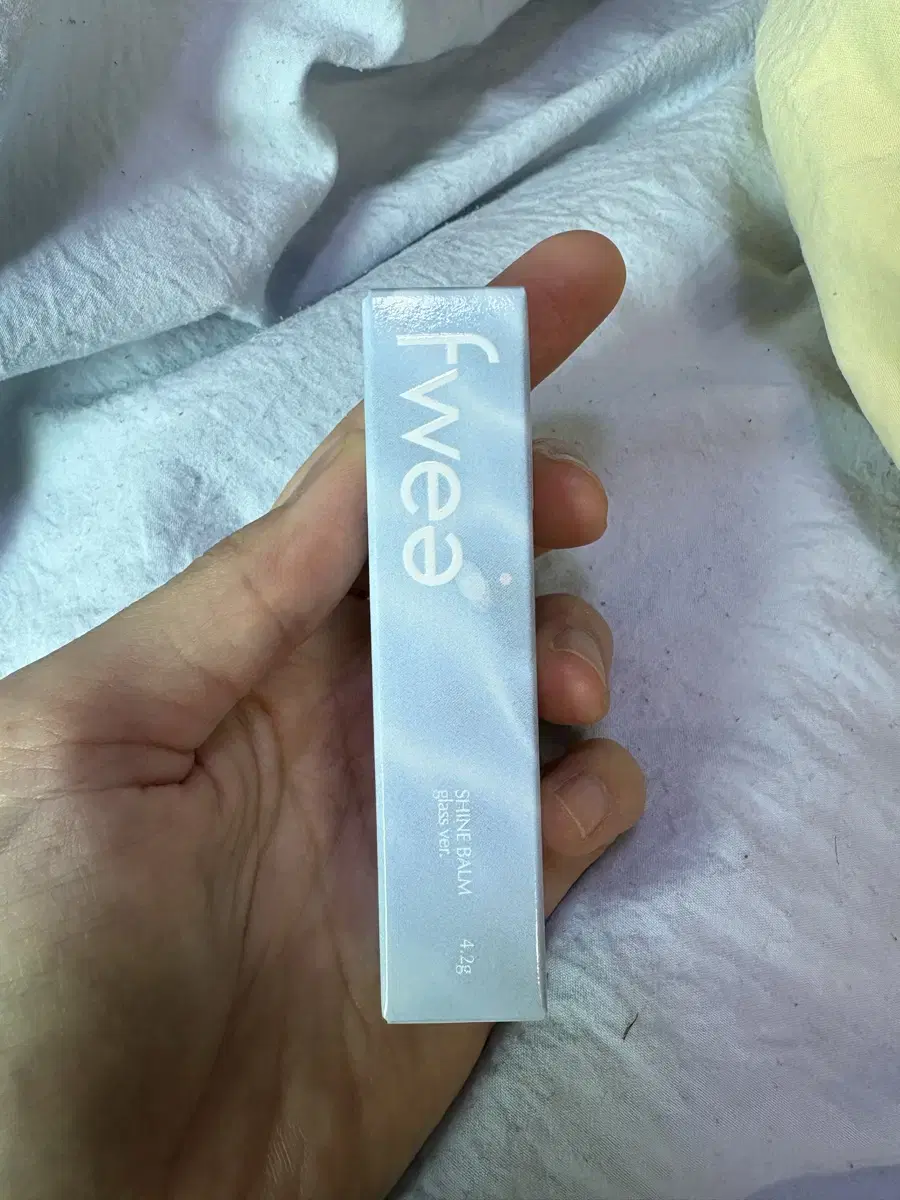 fwee
SHINE BALM
glass ver.
4.2g